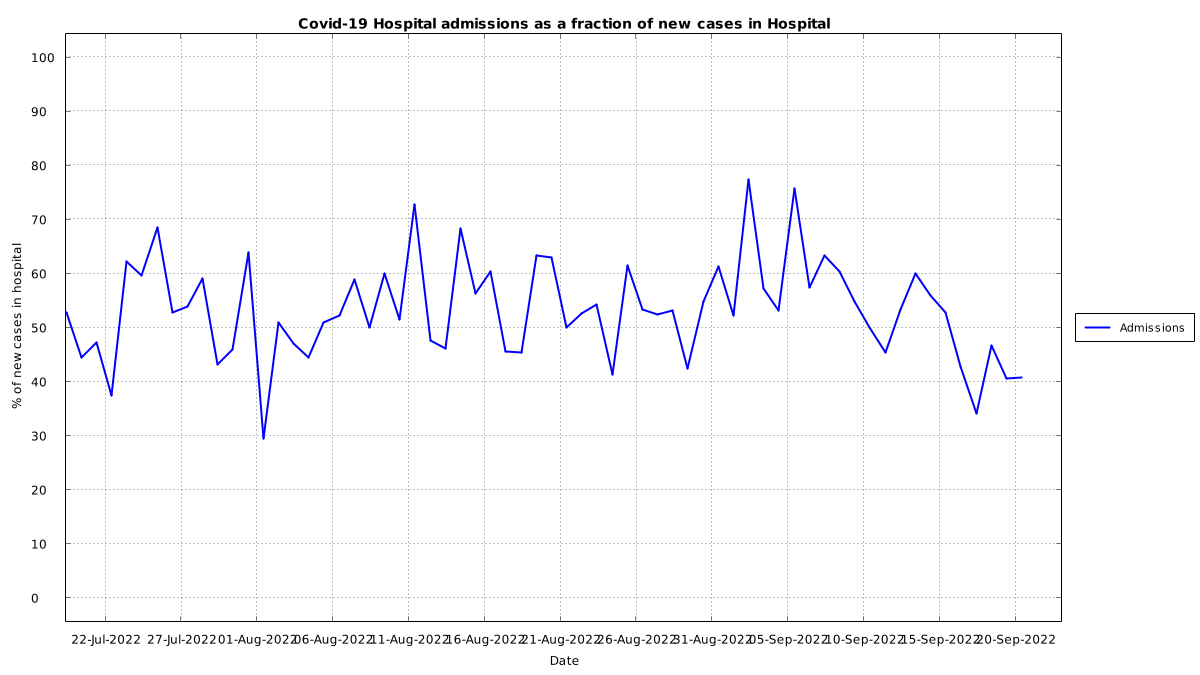 Covid-19 Hospital admissions as a fraction of new cases in Hospital
% of new cases in hospital
100
90
80
70
60
50
40
30
20
10
0
22-Jul-2022 27-Jul-2022 01-Aug-2022 06-Aug-2022 11-Aug-2022 16-Aug-2022 21-Aug-2022 26-Aug-2022 31-Aug-2022 05-Sep-2022 10-Sep-2022 15-Sep-2022 20-Sep-2022
Date
Admissions